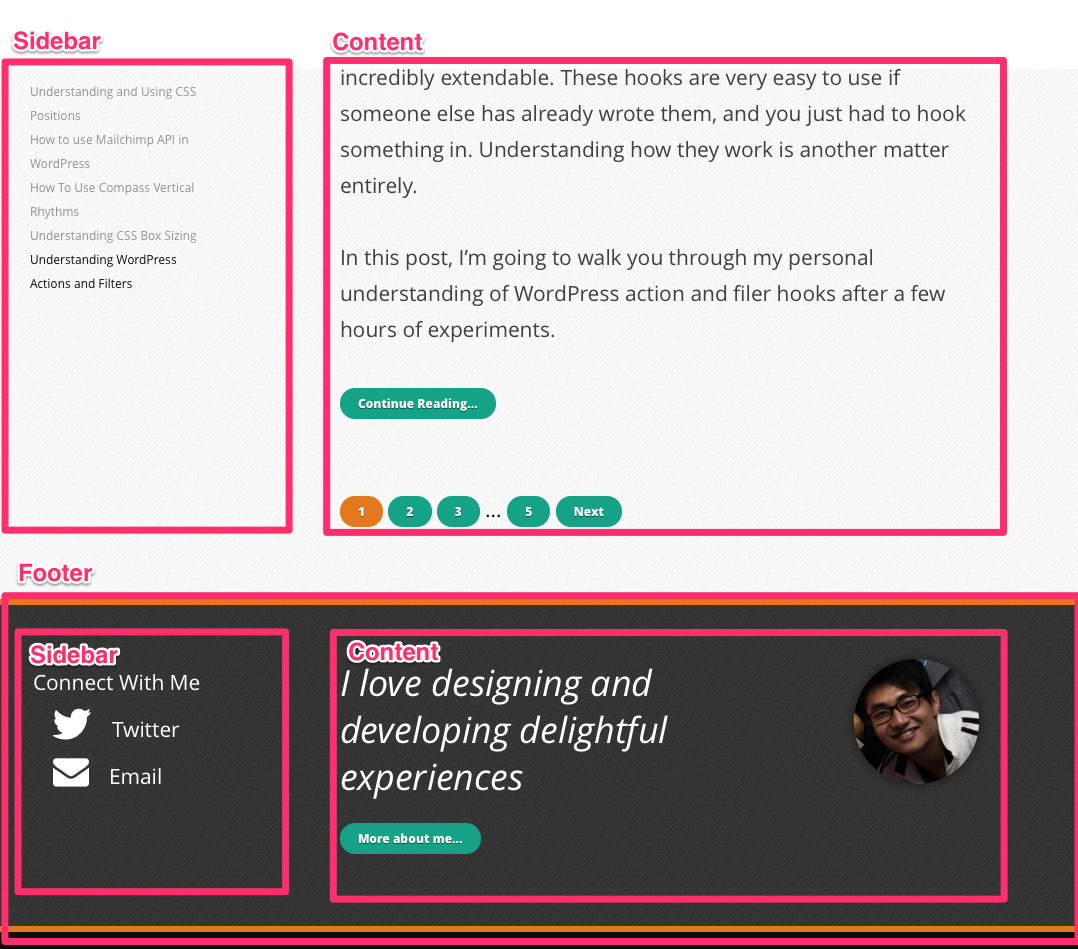 Sidebar
Understanding and Using CSS
Positions
How to use Mailchimp API in
WordPress
How To Use Compass Vertical
Rhythms
Understanding CSS Box Sizing
Understanding WordPress
Actions and Filters
Content
incredibly extendable. These hooks are very easy to use if
someone else has already wrote them, and you just had to hook
something in. Understanding how they work is another matter
entirely.
In this post, I’m going to walk you through my personal
understanding of WordPress action and filer hooks after a few
hours of experiments.
Continue Reading...
1 2 3 ... 5 Next
Footer
Sidebar
Connect With Me
Twitter
Email
Content
I love designing and
developing delightful
experiences
More about me...